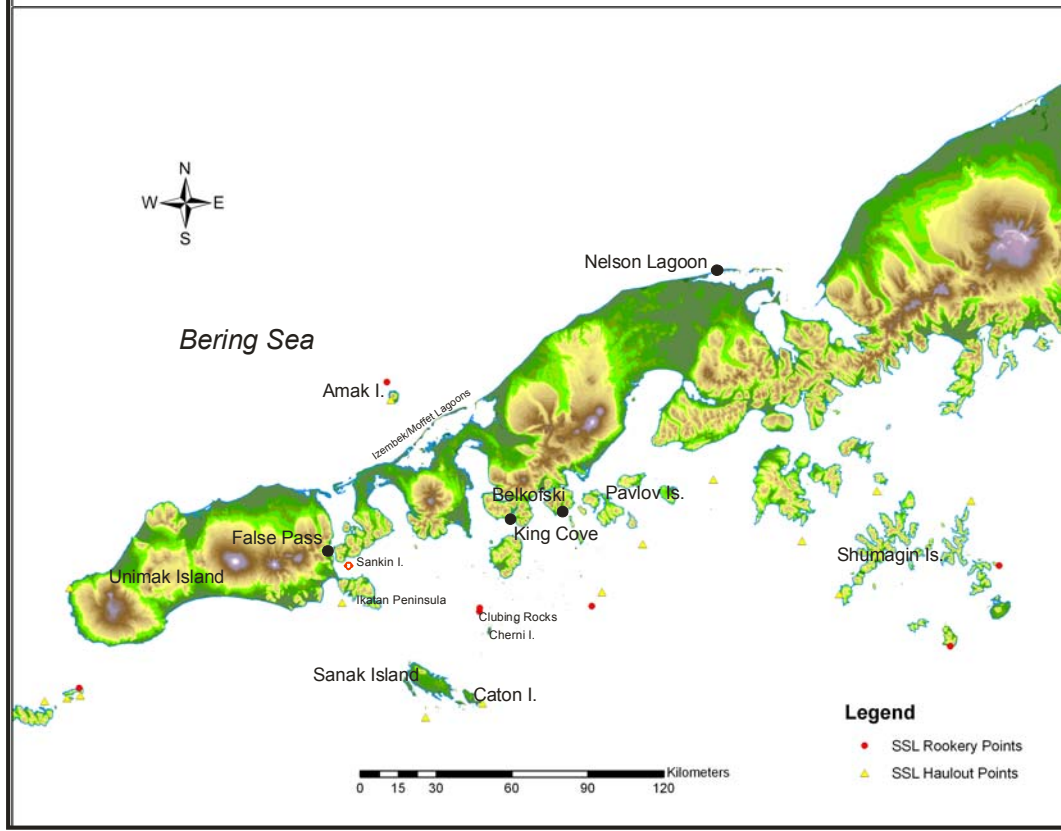 N
W E
S
Nelson Lagoon
Bering Sea
Amak I.
Izembek/Moffet Lagoons
Belkofski
Pavlov Is.
King Cove
False Pass
Shumagin Is.
Sankin I.
Unimak Island
Ikatan Peninsula
Clubing Rocks
Cherni I.
Sanak Island
Caton I.
Legend
SSL Rookery Points
SSL Haulout Points
Kilometers
0 15 30 60 90 120